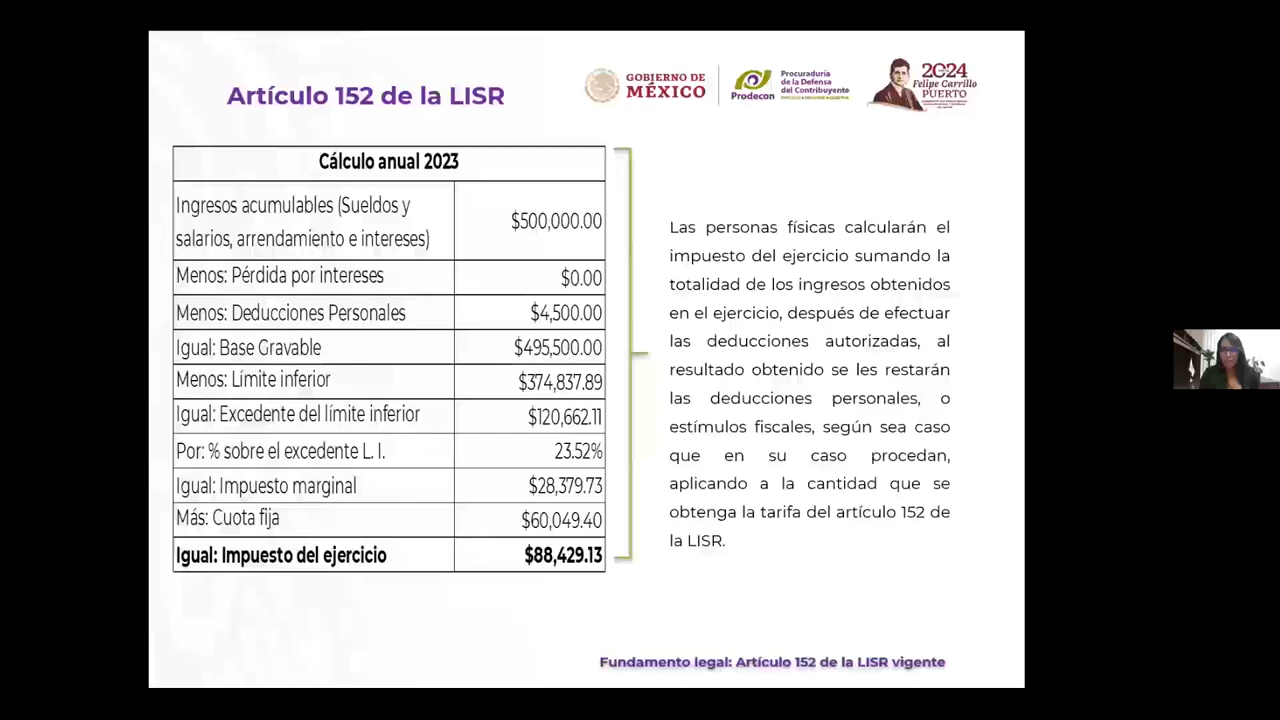 Artículo 152 de la LISR
GOBIERNO DE
MÉXICO
Prodecon
Procuraduría
de la Defensa
del Contribuyente
2024
Felipe Carrillo
PUERTO
Cálculo anual 2023
Ingresos acumulables (Sueldos y
salarios, arrendamiento e intereses)
$500,000.00
Menos: Pérdida por intereses
$0.00
Menos: Deducciones Personales
$4,500.00
Igual: Base Gravable
$495,500.00
Menos: Límite inferior
$374,837.89
Igual: Excedente del límite inferior
$120,662.11
Por: % sobre el excedente L. I.
23.52%
Igual: Impuesto marginal
$28,379.73
Más: Cuota fija
$60,049.40
Igual: Impuesto del ejercicio
$88,429.13
Las personas físicas calcularán el
impuesto del ejercicio sumando la
totalidad de los ingresos obtenidos
en el ejercicio, después de efectuar
las deducciones autorizadas, al
resultado obtenido se les restarán
las deducciones personales, o
estímulos fiscales, según sea caso
que en su caso procedan,
aplicando a la cantidad que se
obtenga la tarifa del artículo 152 de
la LISR.
Fundamento legal: Artículo 152 de la LISR vigente